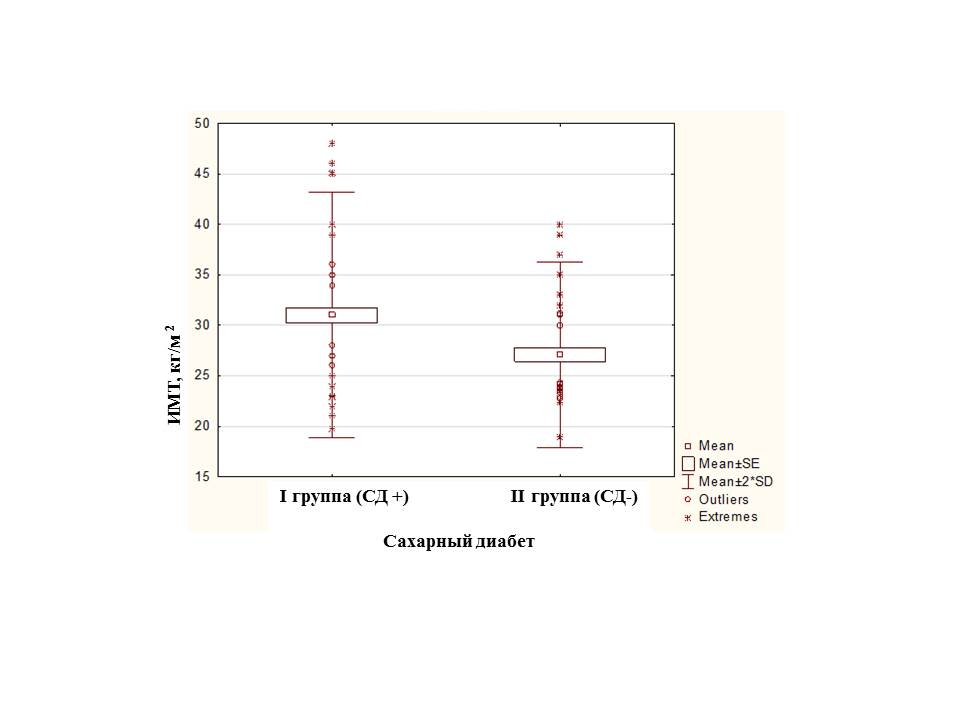 50
45
40
35
30
25
20
15
ИМТ, кг/м 2
I группа (СД +)
II группа (СД-)
Сахарный диабет
Mean
Mean±SE
Mean±2*SD
Outliers
Extremes